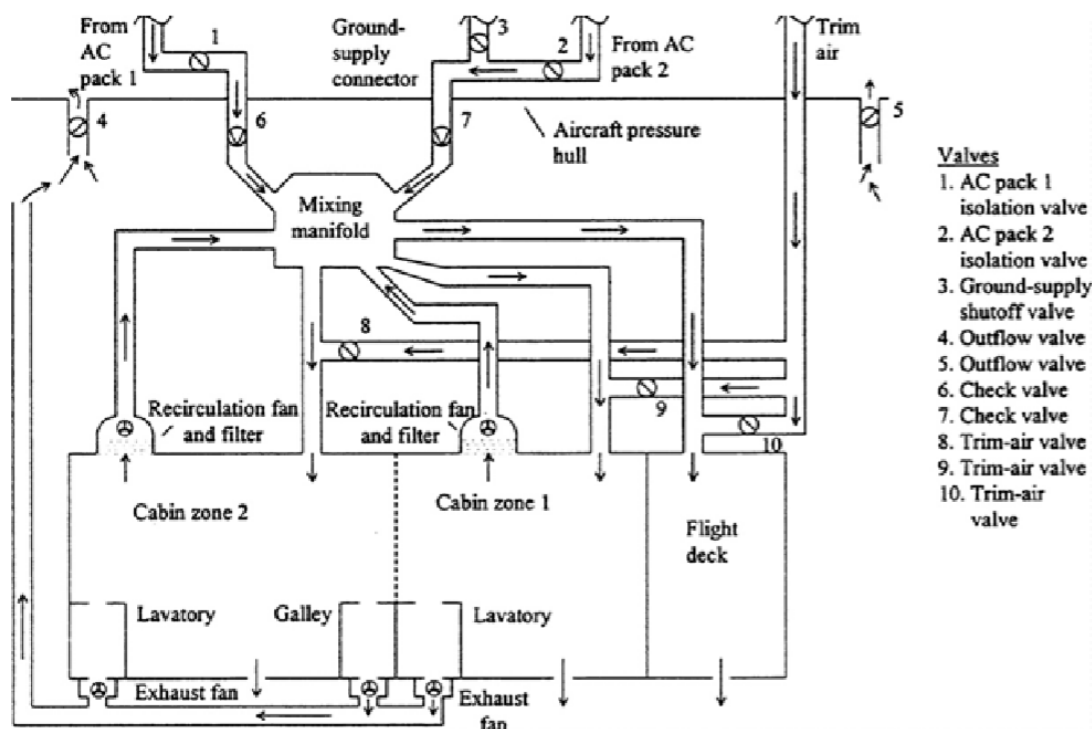 From
AC
pack 1
1
Ground-
supply
connector
3
2
From AC
pack 2
Trim
air
4
6
7
Aircraft pressure
hull
5
Mixing
manifold
8
9
10
Recirculation fan
and filter
Recirculation fan
and filter
Cabin zone 2
Cabin zone 1
Flight
deck
Lavatory
Galley
Lavatory
Exhaust fan
Exhaust
fan
Valves
1. AC pack 1
isolation valve
2. AC pack 2
isolation valve
3. Ground-supply
shutoff valve
4. Outflow valve
5. Outflow valve
6. Check valve
7. Check valve
8. Trim-air valve
9. Trim-air valve
10. Trim-air
valve